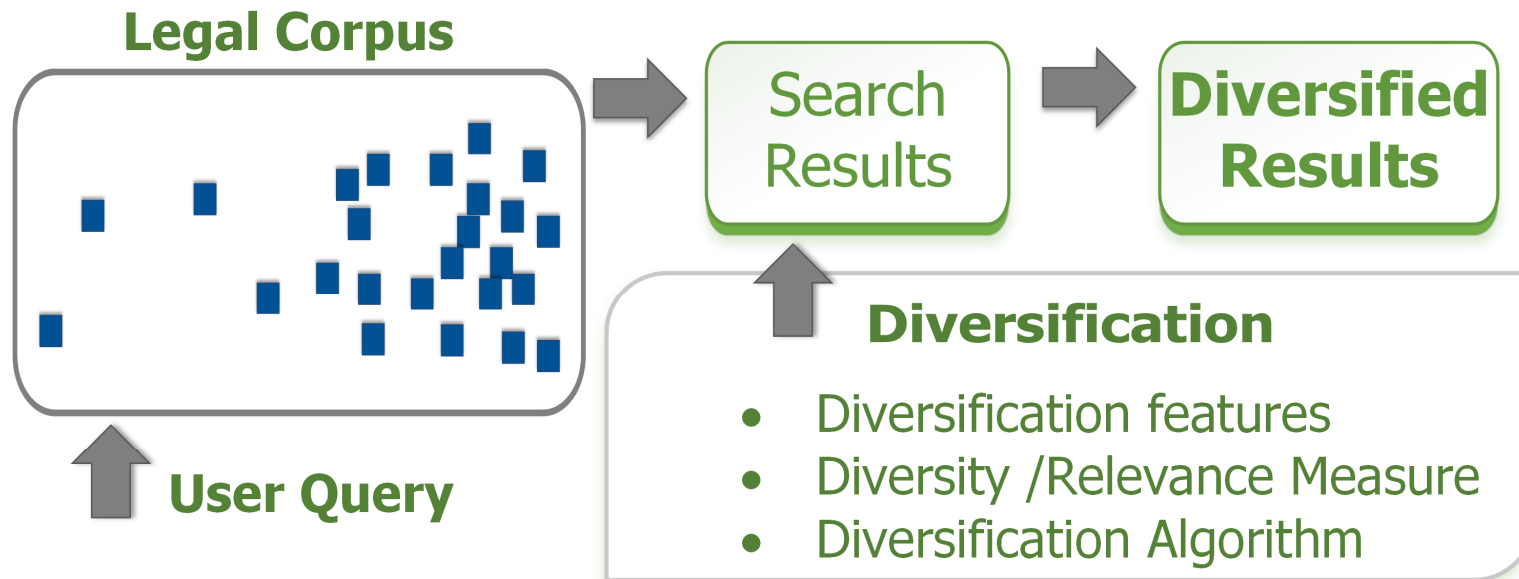 Legal Corpus
Search
Results
Diversified
Results
User Query
Diversification
• Diversification features
• Diversity /Relevance Measure
• Diversification Algorithm